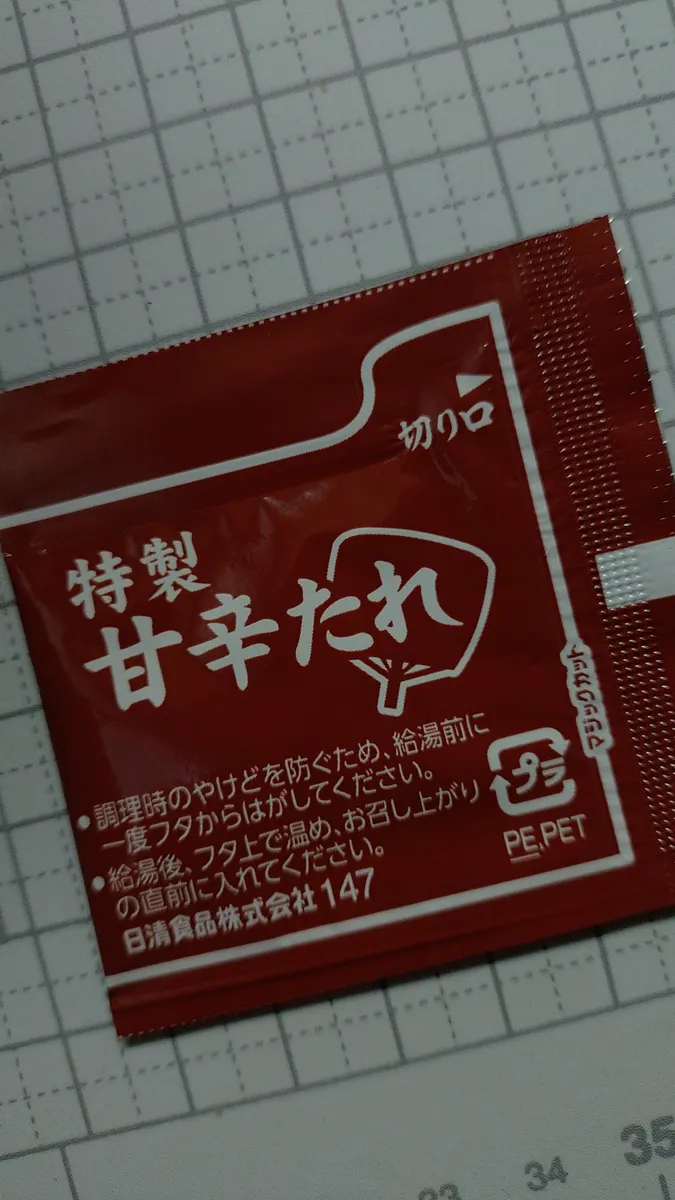 切り口
特製
甘辛たれ
マジックカット
●調理時のやけどを防ぐため、給湯前に
一度フタからはがしてください。
●給湯後、フタ上で温め、お召し上がり
の直前に入れてください。
日清食品株式会社 147
プラ
PE,PET
33
34
35